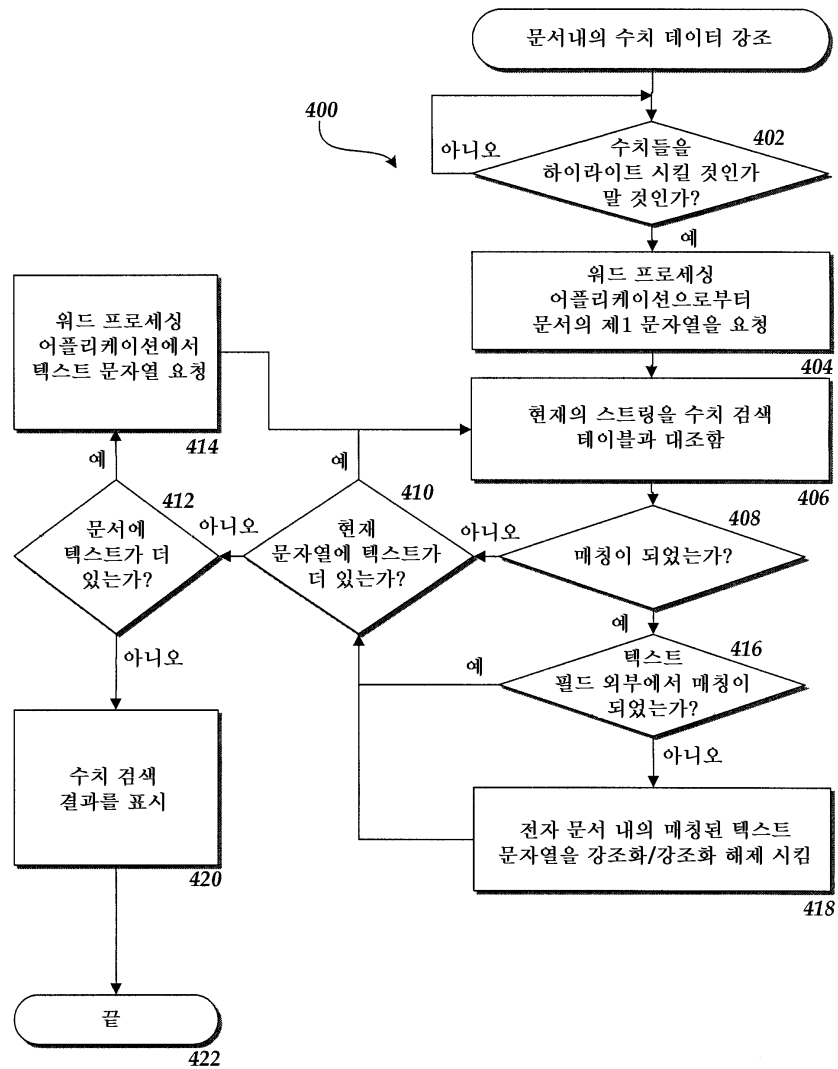 문서내의 수치 데이터 강조
400
402
수치들을
하이라이트 시킬 것인가
말 것인가?
아니오
예
워드 프로세싱
어플리케이션으로부터
문서의 제1 문자열을 요청
404
현재의 스트링을 수치 검색
테이블과 대조함
406
408
매칭이 되었는가?
아니오
예
410
현재
문자열에 텍스트가
더 있는가?
예
아니오
412
문서에
텍스트가 더
있는가?
예
아니오
워드 프로세싱
어플리케이션에서
텍스트 문자열 요청
414
416
텍스트
필드 외부에서 매칭이
되었는가?
예
아니오
전자 문서 내의 매칭된 텍스트
문자열을 강조화/강조화 해제 시킴
418
수치 검색
결과를 표시
420
끝
422